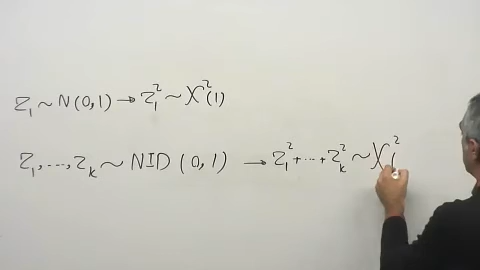 Z₁ ~ N(0,1) → Z₁² ~ χ²(1)
Z₁, ..., Zₖ ~ NID (0, 1) → Z₁² + ... + Zₖ² ~ χ²(